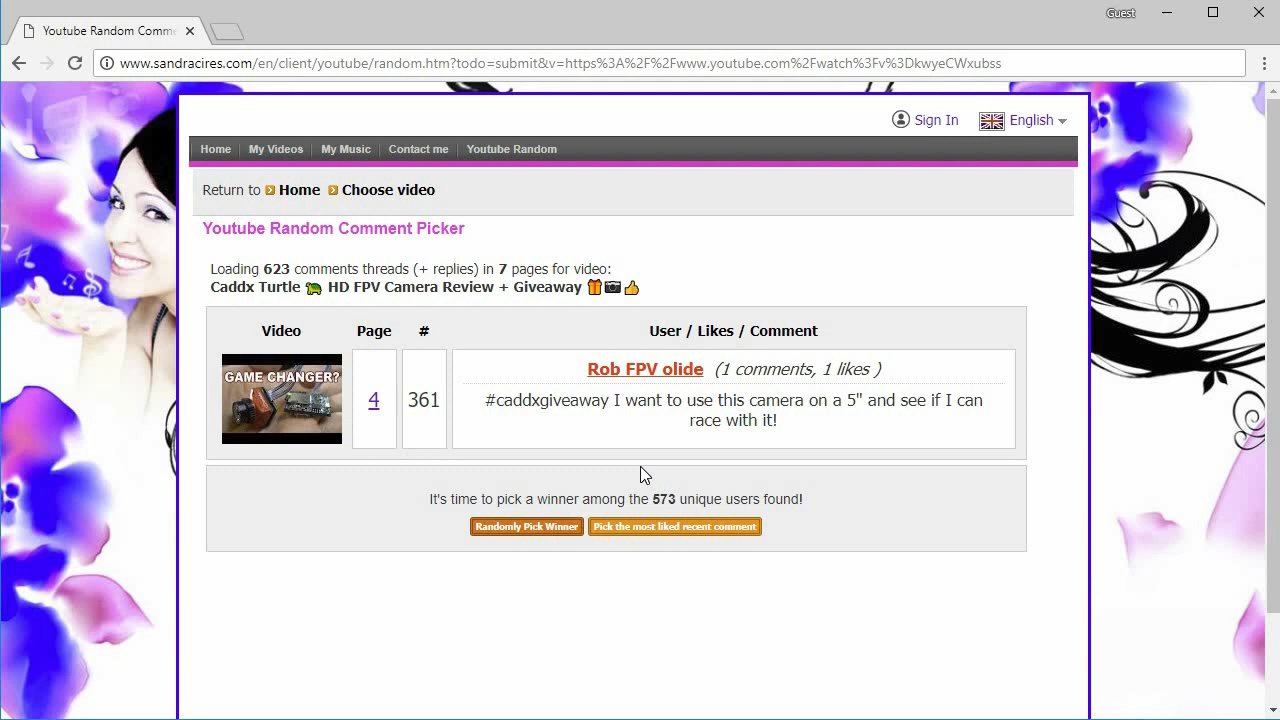 Guest
Youtube Random Comme
www.sandracires.com/en/client/youtube/random.htm?todo=submit&v=https%3A%2F%2Fwww.youtube.com%2Fwatch%3Fv%3DkwyeCWxubss
Sign In English
Home My Videos My Music Contact me Youtube Random
Return to Home Choose video
Youtube Random Comment Picker
Loading 623 comments threads (+ replies) in 7 pages for video:
Caddx Turtle 🐢 HD FPV Camera Review + Giveaway 🎁📷👍
Video Page # User / Likes / Comment
GAME CHANGER?
4 361
Rob FPV olide (1 comments, 1 likes )
#caddxgiveaway I want to use this camera on a 5" and see if I can
race with it!
It's time to pick a winner among the 573 unique users found!
Randomly Pick Winner Pick the most liked recent comment